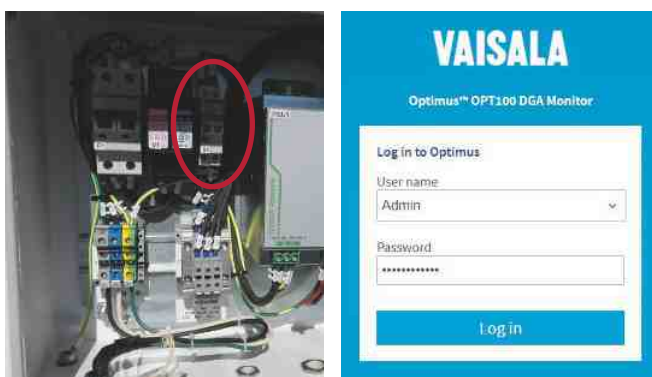 VAISALA
Optimus™ OPT100 DGA Monitor
Log in to Optimus
User name
Admin
Password
************
Log in